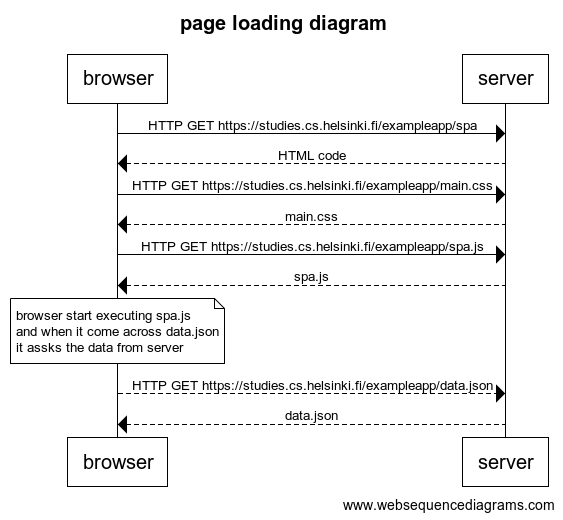 page loading diagram
browser
server
HTTP GET https://studies.cs.helsinki.fi/exampleapp/spa
HTML code
HTTP GET https://studies.cs.helsinki.fi/exampleapp/main.css
main.css
HTTP GET https://studies.cs.helsinki.fi/exampleapp/spa.js
spa.js
browser start executing spa.js
and when it come across data.json
it assks the data from server
HTTP GET https://studies.cs.helsinki.fi/exampleapp/data.json
data.json
browser
server
www.websequencediagrams.com